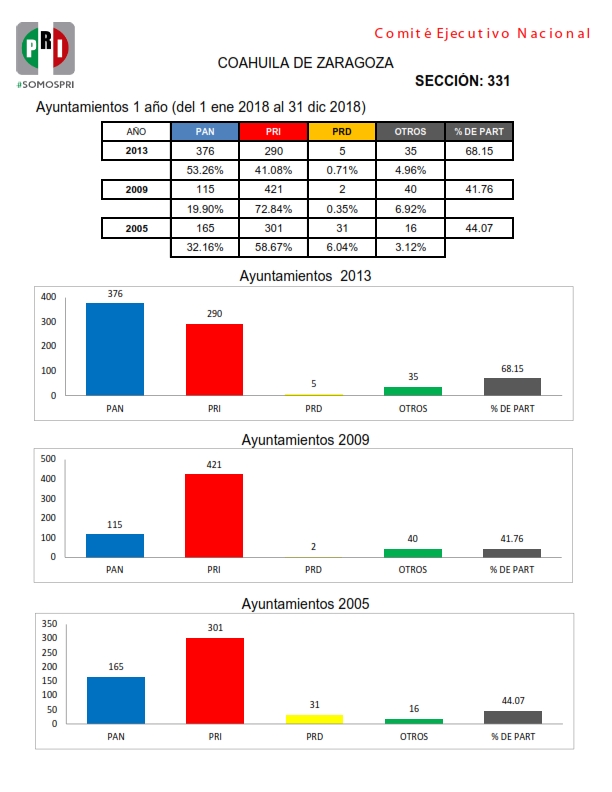 Comité Ejecutivo Nacional
PRI
#SOMOSPRI
COAHUILA DE ZARAGOZA
SECCIÓN: 331
Ayuntamientos 1 año (del 1 ene 2018 al 31 dic 2018)
AÑO PAN PRI PRD OTROS % DE PART
2013 376 290 5 35 68.15
53.26% 41.08% 0.71% 4.96%
2009 115 421 2 40 41.76
19.90% 72.84% 0.35% 6.92%
2005 165 301 31 16 44.07
32.16% 58.67% 6.04% 3.12%
Ayuntamientos 2013
400
300
200
100
0
376
290
5
35
68.15
PAN PRI PRD OTROS % DE PART
Ayuntamientos 2009
500
400
300
200
100
0
115
421
2
40
41.76
PAN PRI PRD OTROS % DE PART
Ayuntamientos 2005
350
300
250
200
150
100
50
0
165
301
31
16
44.07
PAN PRI PRD OTROS % DE PART